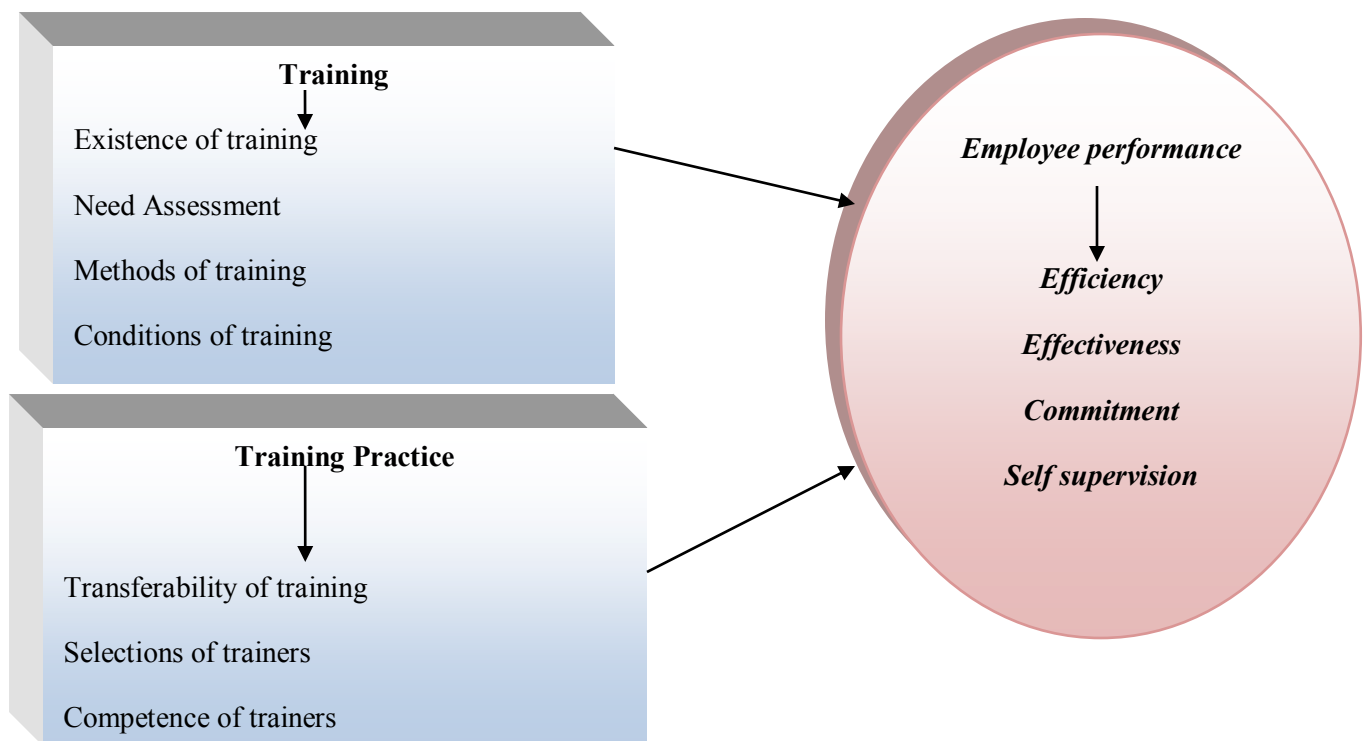 Training
Existence of training
Need Assessment
Methods of training
Conditions of training
Training Practice
Transferability of training
Selections of trainers
Competence of trainers
Employee performance
Efficiency
Effectiveness
Commitment
Self supervision